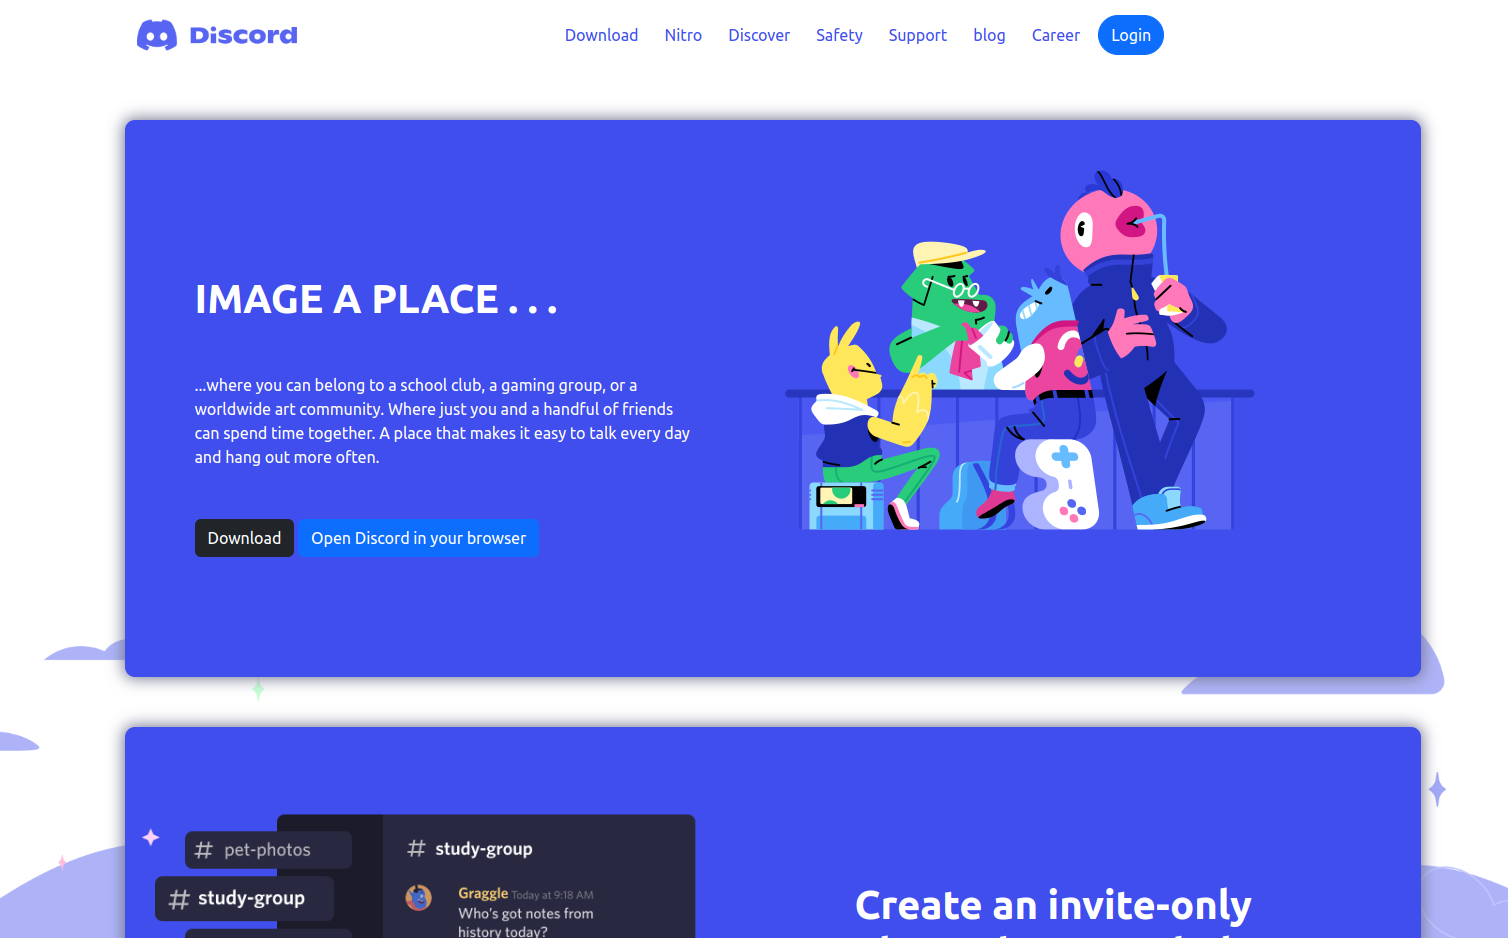 Discord
Download Nitro Discover Safety Support blog Career Login
IMAGE A PLACE . . .
...where you can belong to a school club, a gaming group, or a
worldwide art community. Where just you and a handful of friends
can spend time together. A place that makes it easy to talk every day
and hang out more often.
Download Open Discord in your browser
# pet-photos
# study-group
# study-group
Graggle Today at 9:18 AM
Who's got notes from
history today?
Create an invite-only